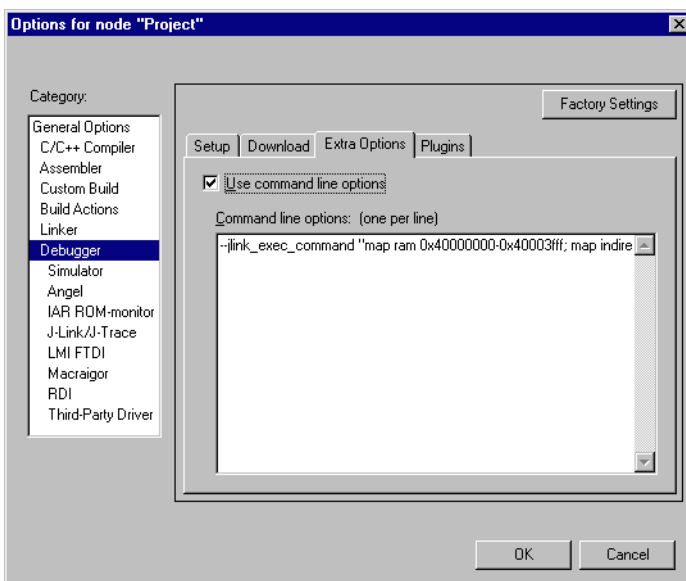 Options for node "Project"
Category:
Factory Settings
General Options
C/C++ Compiler
Assembler
Custom Build
Build Actions
Linker
Debugger
Simulator
Angel
IAR ROM-monitor
J-Link/J-Trace
LMI FTDI
Macraigor
RDI
Third-Party Driver
Setup Download Extra Options Plugins
Use command line options
Command line options: (one per line)
--jlink_exec_command "map ram 0x40000000-0x40003fff; map indire
OK Cancel